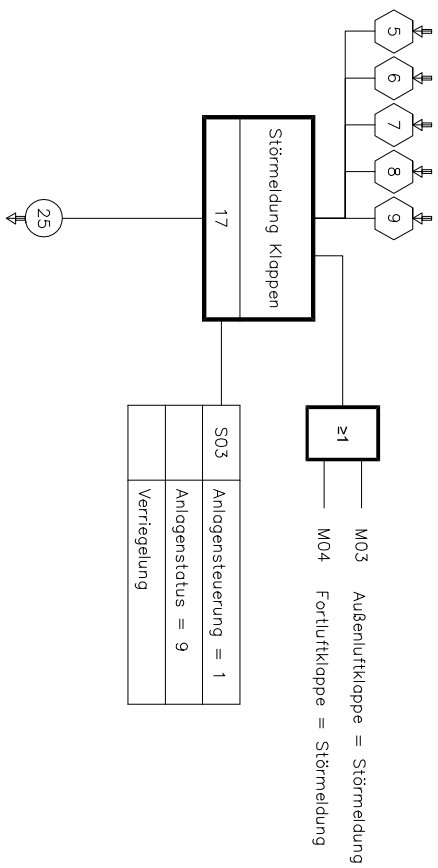 5
6
7
8
9
Störmeldung Klappen
17
25
≥1
M03 Außenluftklappe = Störmeldung
M04 Fortluftklappe = Störmeldung
S03 Anlagensteuerung = 1
Anlagenstatus = 9
Verriegelung